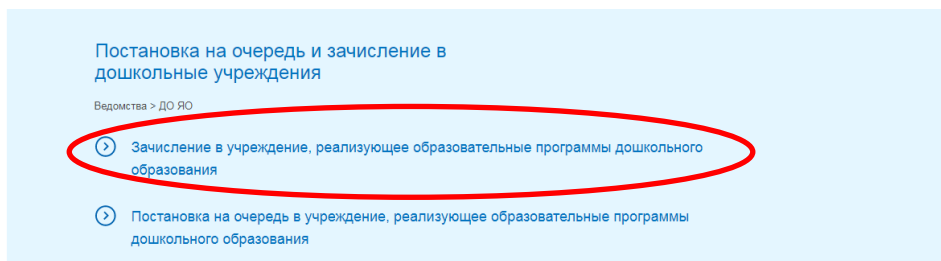 Постановка на очередь и зачисление в
дошкольные учреждения
Ведомства > ДО ЯО
Зачисление в учреждение, реализующее образовательные программы дошкольного
образования
Постановка на очередь в учреждение, реализующее образовательные программы
дошкольного образования